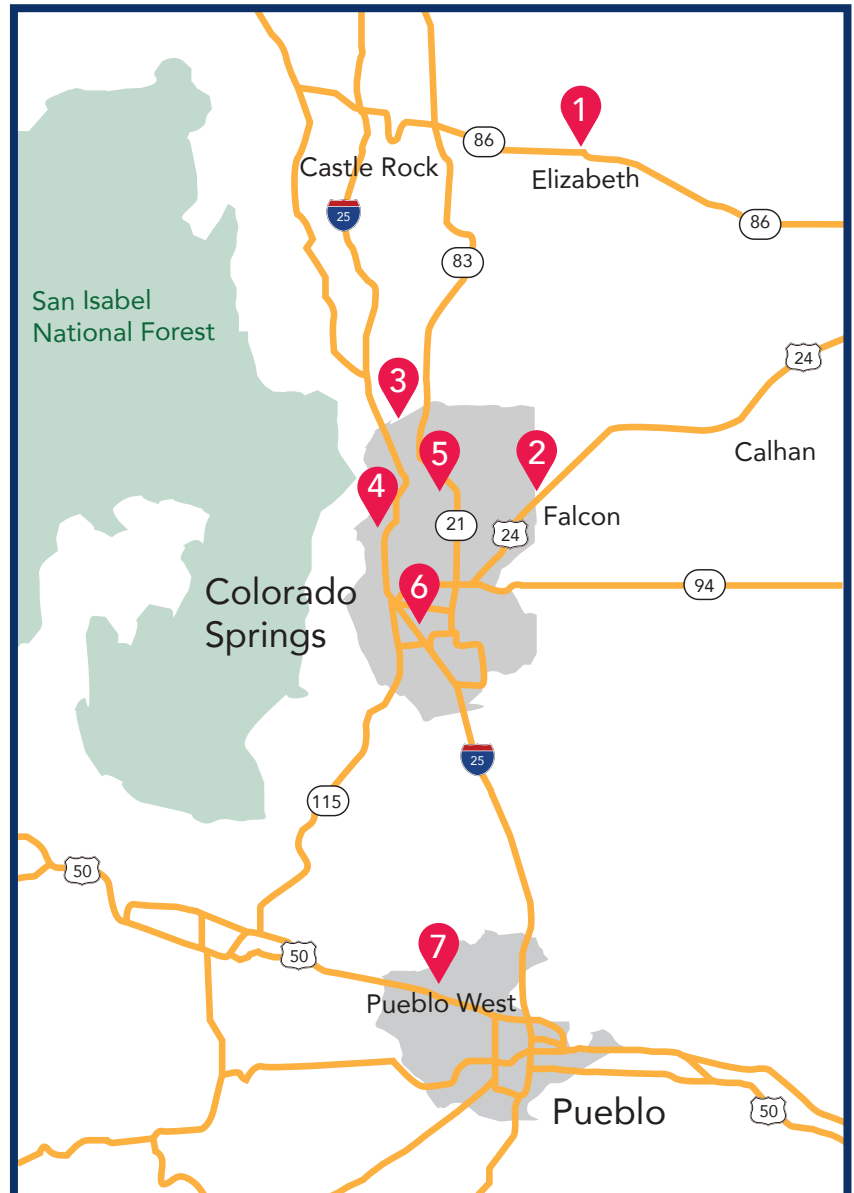 1
86
Castle Rock
Elizabeth
25
86
83
San Isabel
National Forest
24
3
Calhan
5
2
4
Falcon
21
24
Colorado
Springs
6
94
25
115
50
7
50
Pueblo West
Pueblo
50